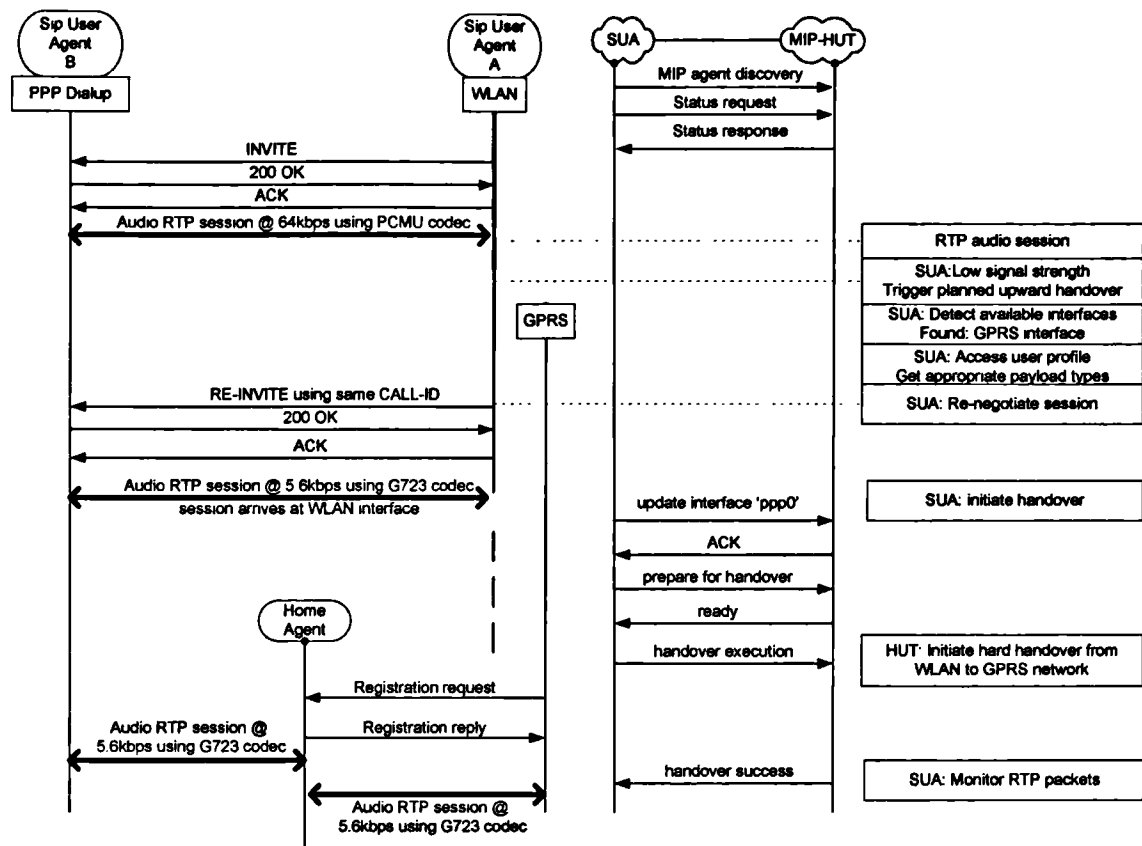 Sip User
Agent
B
PPP Dialup
Sip User
Agent
A
WLAN
SUA
MIP-HUT
MIP agent discovery
Status request
Status response
INVITE
200 OK
ACK
Audio RTP session @ 64kbps using PCMU codec
RTP audio session
SUA:Low signal strength
Trigger planned upward handover
SUA: Detect available interfaces
Found: GPRS interface
SUA: Access user profile
Get appropriate payload types
SUA: Re-negotiate session
GPRS
RE-INVITE using same CALL-ID
200 OK
ACK
Audio RTP session @ 5.6kbps using G723 codec
session arrives at WLAN interface
SUA: initiate handover
update interface 'ppp0'
ACK
prepare for handover
ready
handover execution
HUT: Initiate hard handover from
WLAN to GPRS network
Home
Agent
Registration request
Registration reply
Audio RTP session @
5.6kbps using G723 codec
handover success
SUA: Monitor RTP packets
Audio RTP session @
5.6kbps using G723 codec